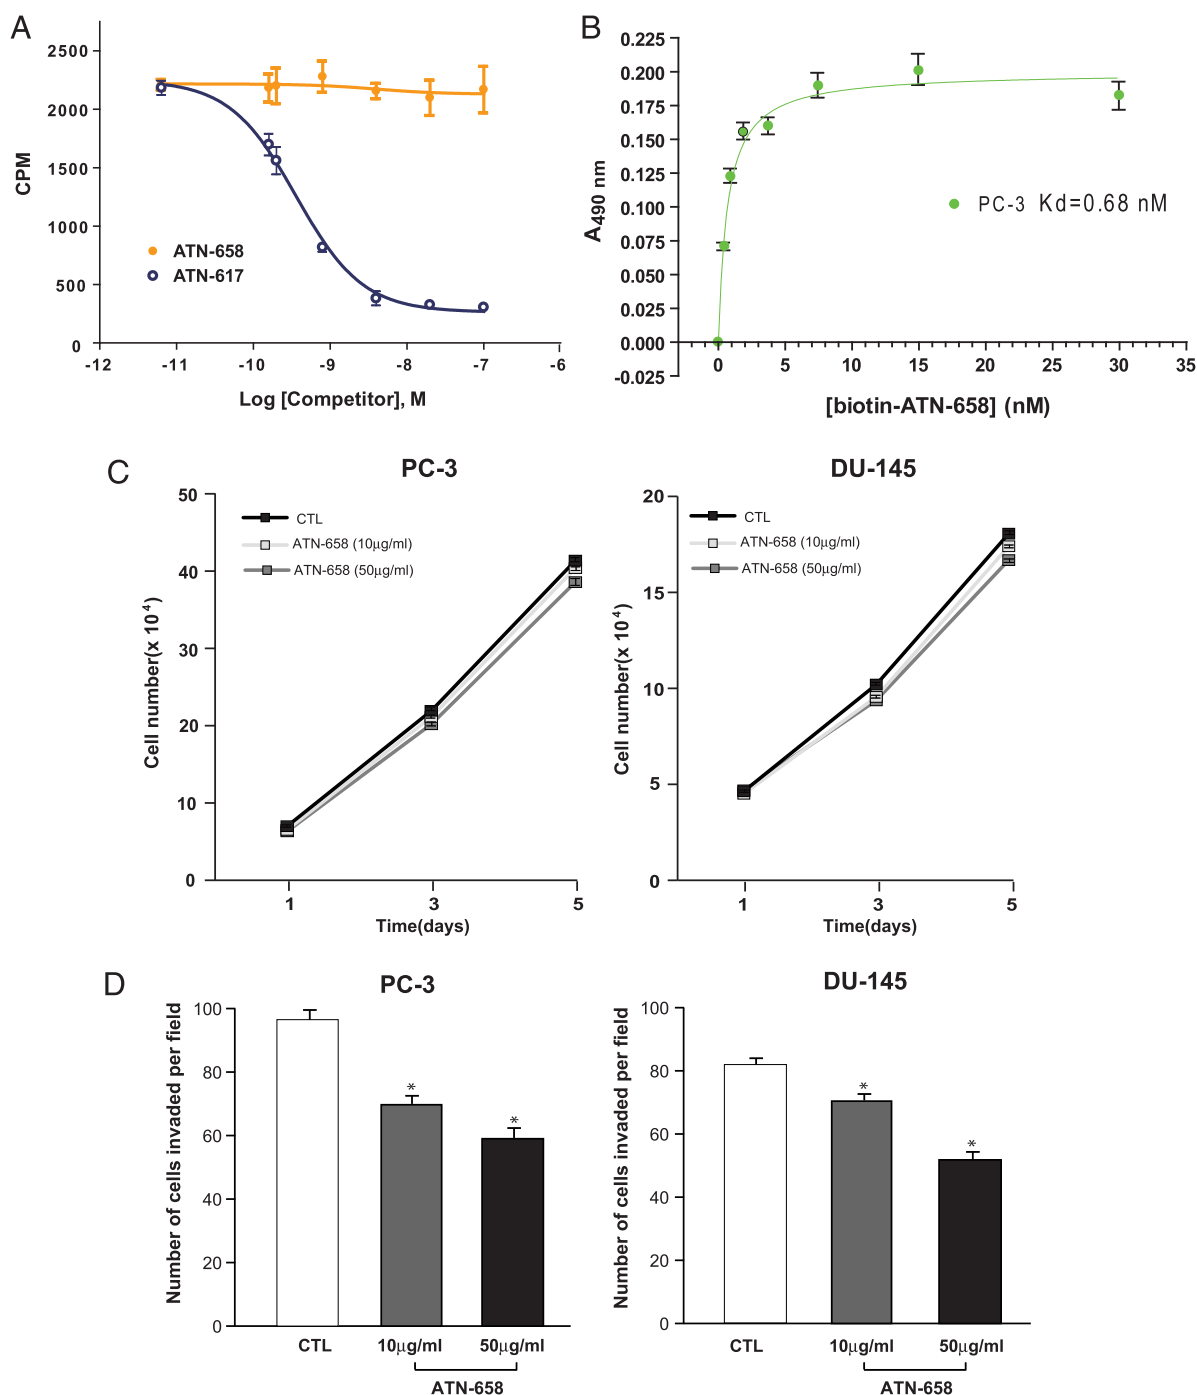 A
CPM
2500
2000
1500
1000
500
0
ATN-658
ATN-617
-12
-11
-10
-9
-8
-7
-6
Log [Competitor], M
B
A490 nm
0.225
0.200
0.175
0.150
0.125
0.100
0.075
0.050
0.025
0.000
-0.025
PC-3 Kd=0.68 nM
0
5
10
15
20
25
30
35
[biotin-ATN-658] (nM)
C
PC-3
Cell number(x 10⁴)
50
40
30
20
10
0
CTL
ATN-658 (10µg/ml)
ATN-658 (50µg/ml)
1
3
5
Time(days)
DU-145
Cell number(x 10⁴)
20
15
10
5
0
CTL
ATN-658 (10µg/ml)
ATN-658 (50µg/ml)
1
3
5
Time(days)
D
PC-3
Number of cells invaded per field
100
80
60
40
20
0
*
*
CTL
10µg/ml
50µg/ml
ATN-658
DU-145
Number of cells invaded per field
100
80
60
40
20
0
*
*
CTL
10µg/ml
50µg/ml
ATN-658